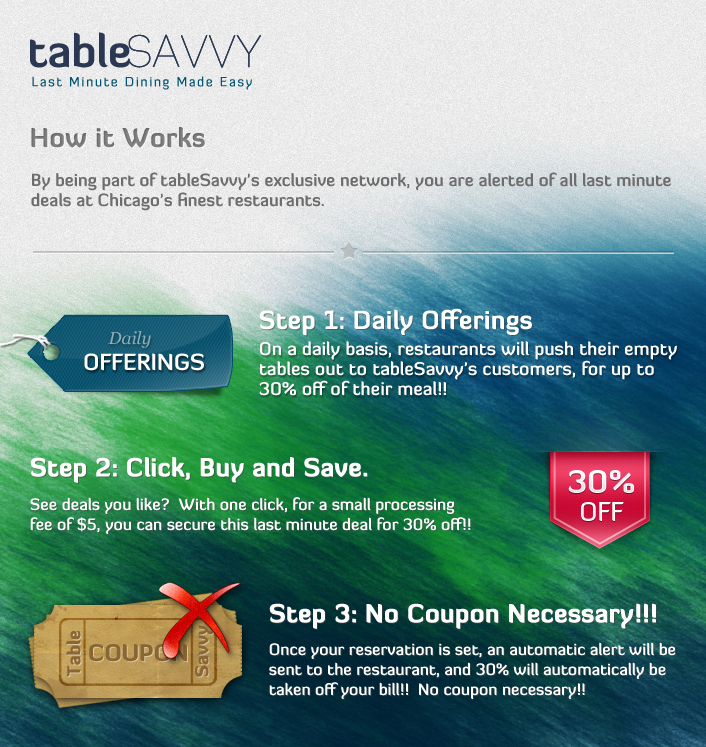 tableSAVVY
Last Minute Dining Made Easy
How it Works
By being part of tableSavvy's exclusive network, you are alerted of all last minute
deals at Chicago's finest restaurants.
Daily
OFFERINGS
Step 1: Daily Offerings
On a daily basis, restaurants will push their empty
tables out to tableSavvy's customers, for up to
30% off of their meal!!
Step 2: Click, Buy and Save.
See deals you like?  With one click, for a small processing
fee of $5, you can secure this last minute deal for 30% off!!
30%
OFF
Table
COUPON
Savvy
Step 3: No Coupon Necessary!!!
Once your reservation is set, an automatic alert will be
sent to the restaurant, and 30% will automatically be
taken off your bill!!  No coupon necessary!!